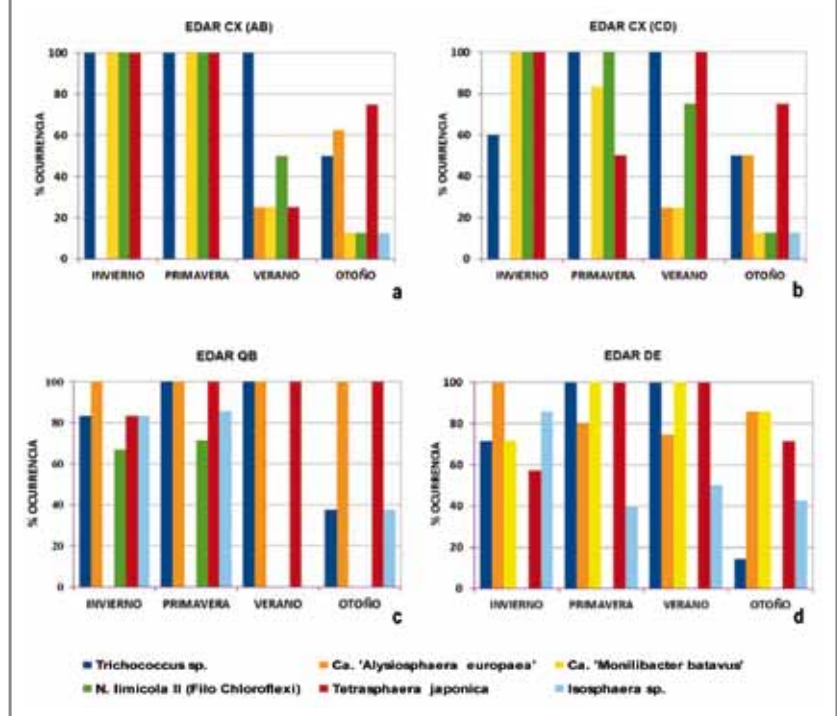 EDAR CX (AB)
% OCURRENCIA
100
80
60
40
20
0
INVIERNO PRIMAVERA VERANO OTOÑO
a
EDAR CX (CD)
% OCURRENCIA
100
80
60
40
20
0
INVIERNO PRIMAVERA VERANO OTOÑO
b
EDAR QB
% OCURRENCIA
100
80
60
40
20
0
INVIERNO PRIMAVERA VERANO OTOÑO
c
EDAR DE
% OCURRENCIA
100
80
60
40
20
0
INVIERNO PRIMAVERA VERANO OTOÑO
d
Trichococcus sp. Ca. 'Alysiosphaera europaea' Ca. 'Monilibacter batavus'
N. limicola II (Filo Chloroflexi) Tetrasphaera japonica Isosphaera sp.